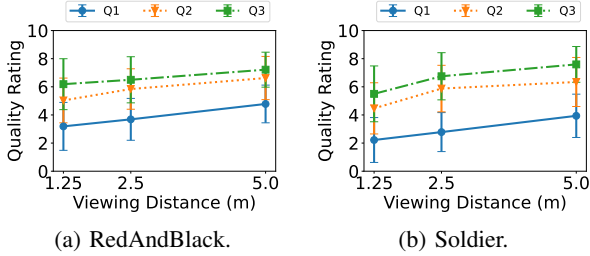 Q1 Q2 Q3
Quality Rating
10
8
6
4
2
0
1.25 2.5 5.0
Viewing Distance (m)
(a) RedAndBlack.
Q1 Q2 Q3
Quality Rating
10
8
6
4
2
0
1.25 2.5 5.0
Viewing Distance (m)
(b) Soldier.